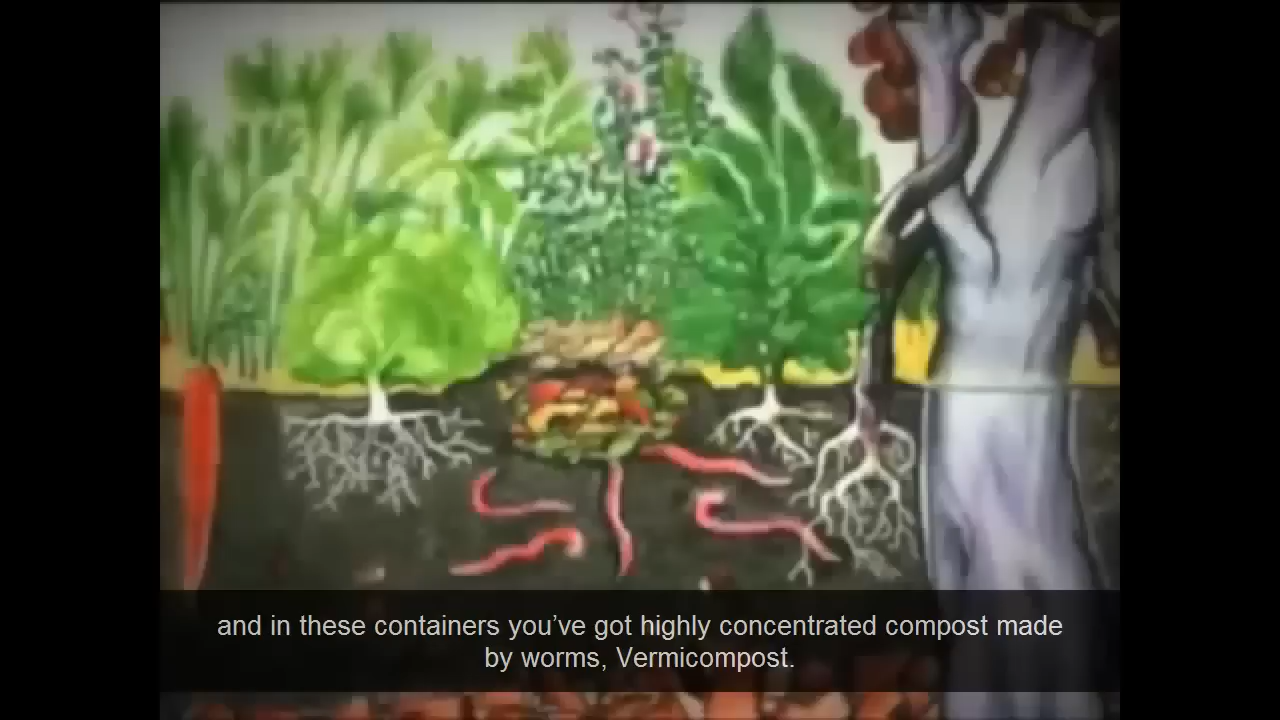 and in these containers you’ve got highly concentrated compost made
by worms, Vermicompost.